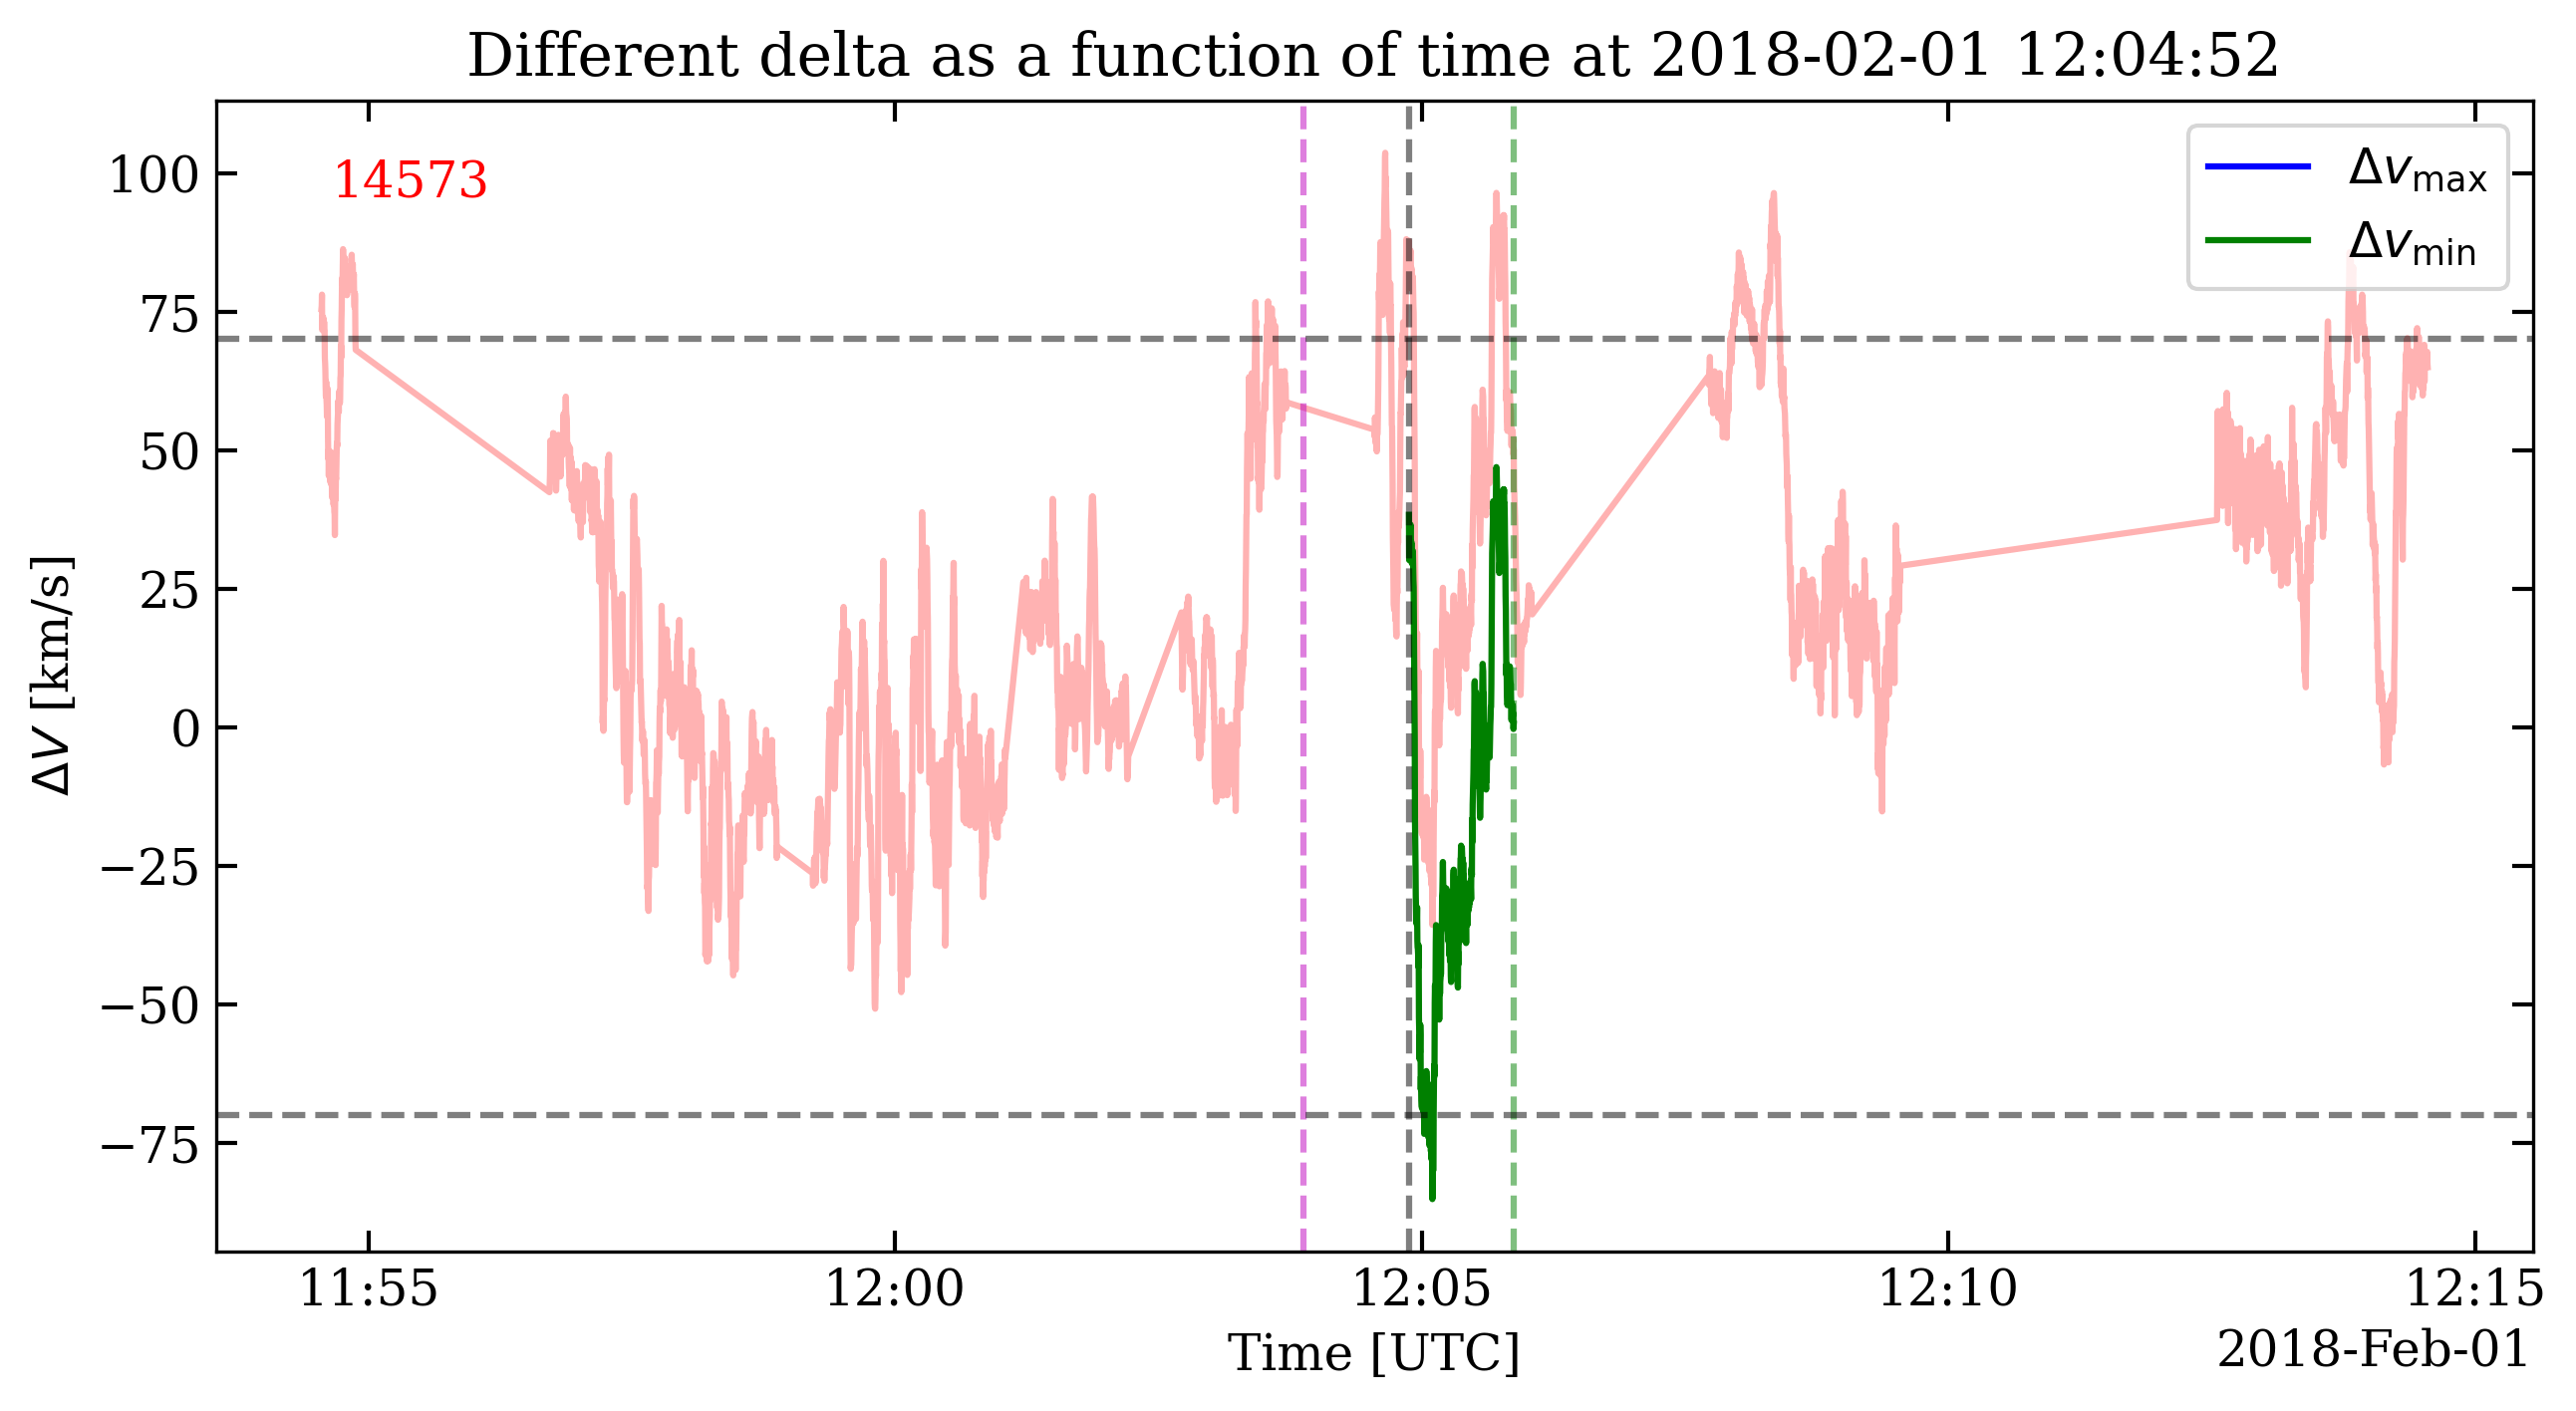 Different delta as a function of time at 2018-02-01 12:04:52
14573
Δv_max
Δv_min
100
75
50
25
0
−25
−50
−75
ΔV [km/s]
11:55 12:00 12:05 12:10 12:15
Time [UTC]
2018-Feb-01